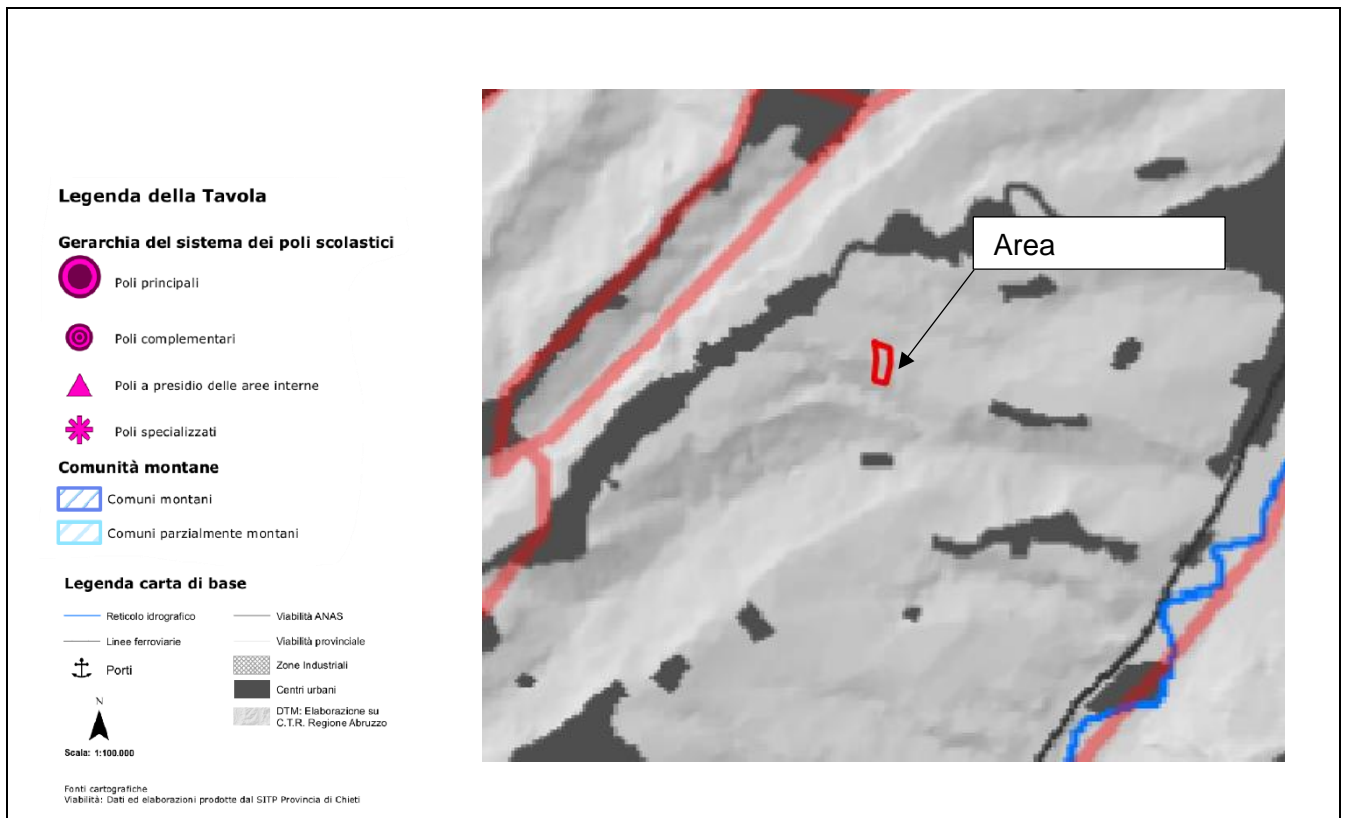 Legenda della Tavola
Gerarchia del sistema dei poli scolastici
Poli principali
Poli complementari
Poli a presidio delle aree interne
Poli specializzati
Comunità montane
Comuni montani
Comuni parzialmente montani
Legenda carta di base
Reticolo idrografico
Linee ferroviarie
Porti
N
Scala: 1:100.000
Viabilità ANAS
Viabilità provinciale
Zone Industriali
Centri urbani
DTM: Elaborazione su
C.T.R. Regione Abruzzo
Fonti cartografiche
Viabilità: Dati ed elaborazioni prodotte dal SITP Provincia di Chieti
Area